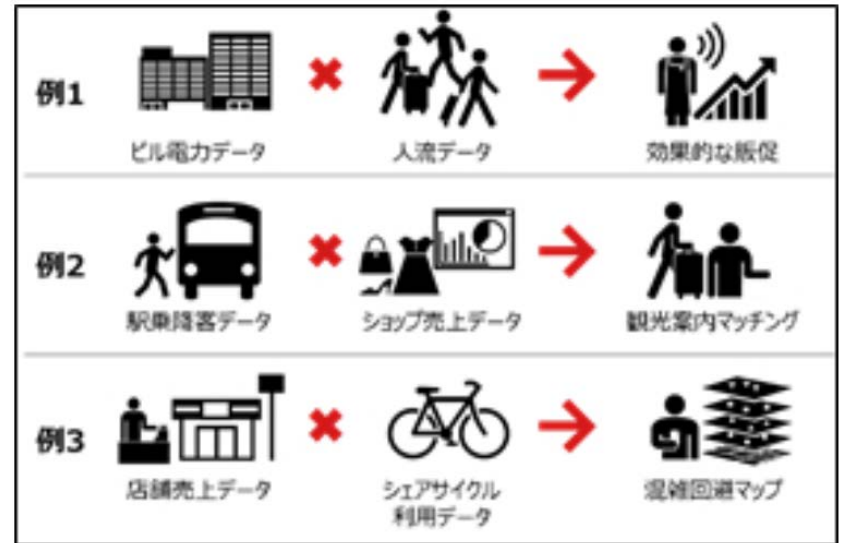 例1
ビル電力データ
人流データ
効果的な販促
例2
駅乗降客データ
ショップ売上データ
観光案内マッチング
例3
店舗売上データ
シェアサイクル
利用データ
混雑回避マップ